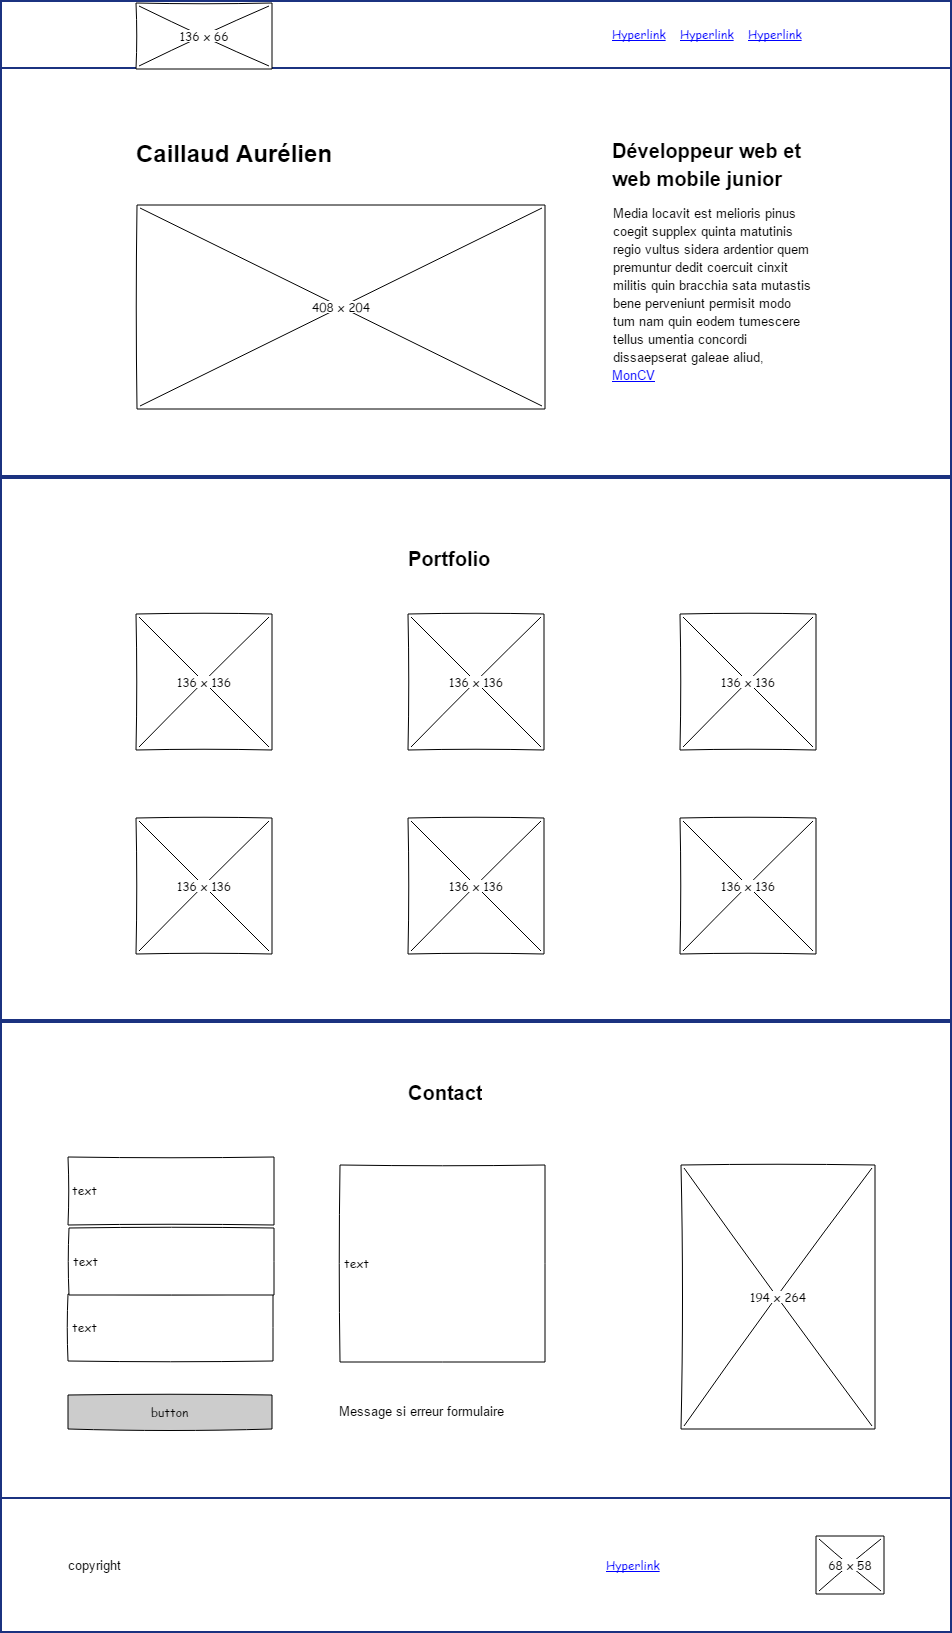 136 x 66
Hyperlink Hyperlink Hyperlink
Caillaud Aurélien
408 x 204
Développeur web et
web mobile junior
Media locavit est melioris pinus
coegit supplex quinta matutinis
regio vultus sidera ardentior quem
premuntur dedit coercuit cinxit
militis quin bracchia sata mutastis
bene perveniunt permisit modo
tum nam quin eodem tumescere
tellus umentia concordi
dissaepserat galeae aliud,
MonCV
Portfolio
136 x 136 136 x 136 136 x 136
136 x 136 136 x 136 136 x 136
Contact
text
text
text
button
text
Message si erreur formulaire
194 x 264
copyright
Hyperlink
68 x 58